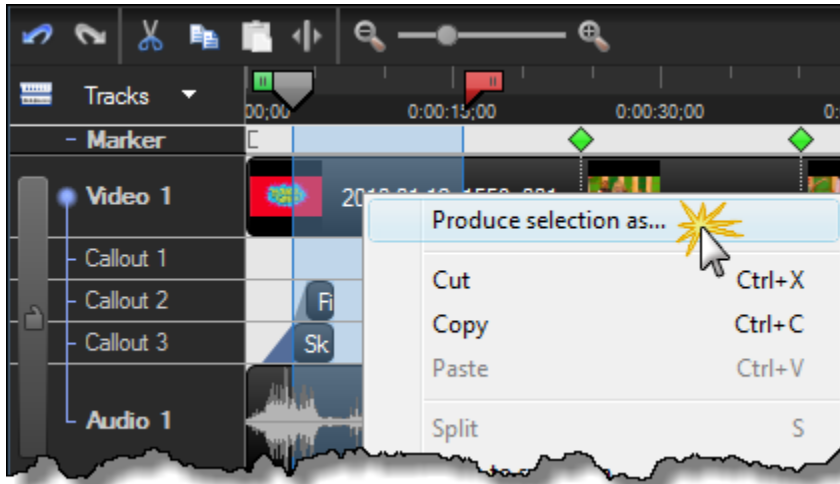 Tracks
00;00
0:00:15;00
0:00:30;00
Marker
Video 1
Produce selection as...
Callout 1
Cut Ctrl+X
Callout 2
Fi
Copy Ctrl+C
Callout 3
Sk
Paste Ctrl+V
Audio 1
Split S